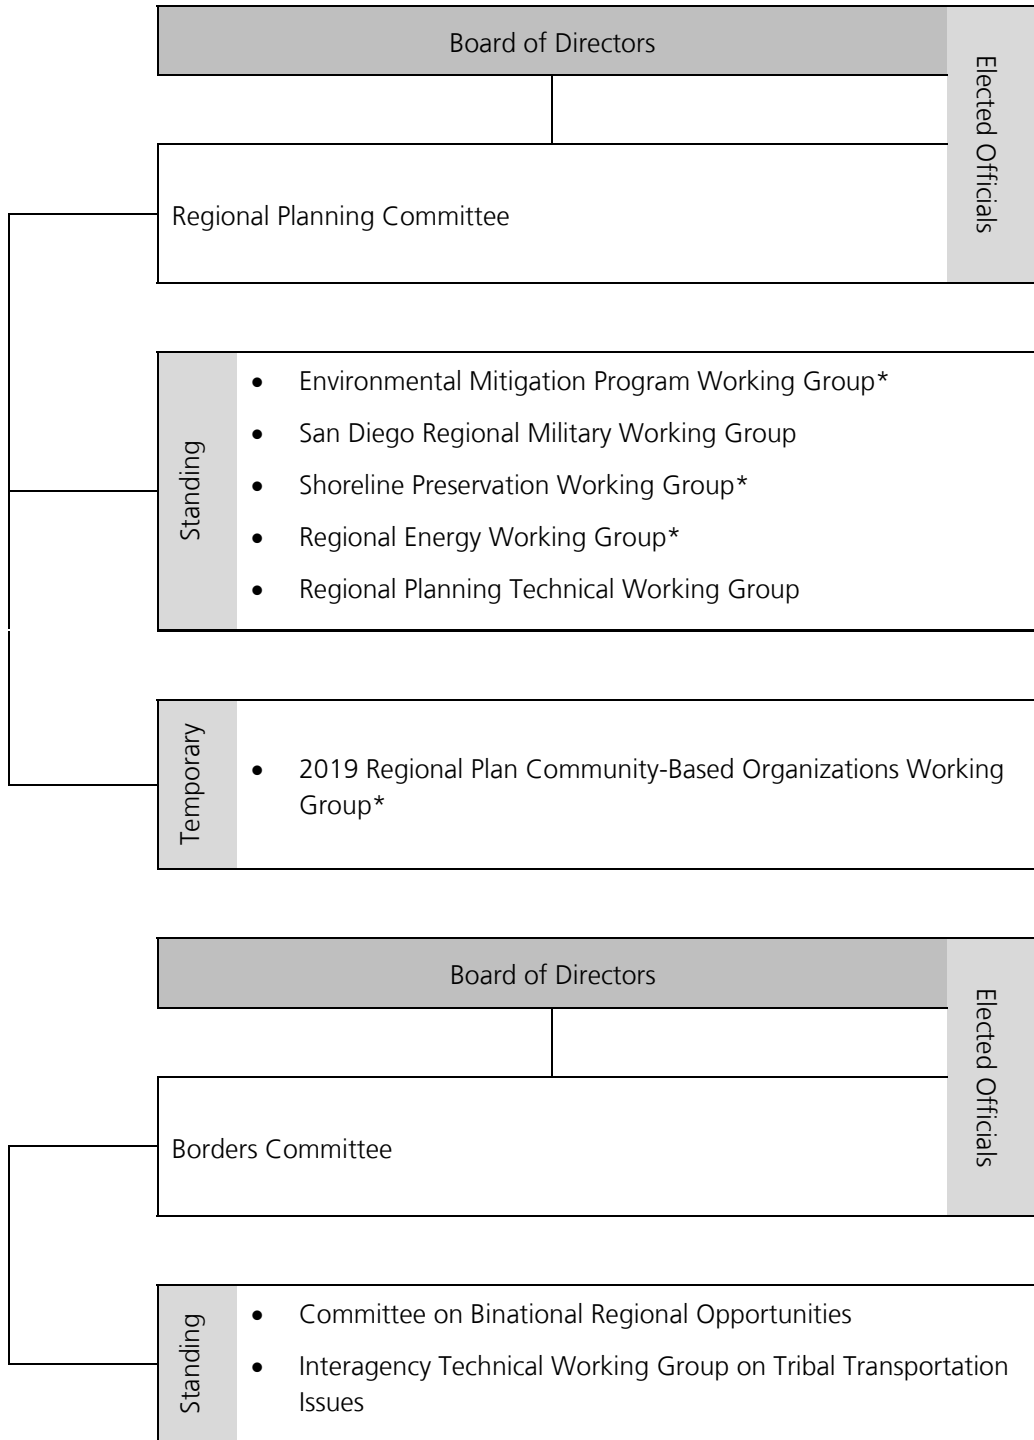 Board of Directors
Elected Officials
Regional Planning Committee
Standing
• Environmental Mitigation Program Working Group*
• San Diego Regional Military Working Group
• Shoreline Preservation Working Group*
• Regional Energy Working Group*
• Regional Planning Technical Working Group
Temporary
• 2019 Regional Plan Community-Based Organizations Working
Group*
Board of Directors
Elected Officials
Borders Committee
Standing
• Committee on Binational Regional Opportunities
• Interagency Technical Working Group on Tribal Transportation
Issues